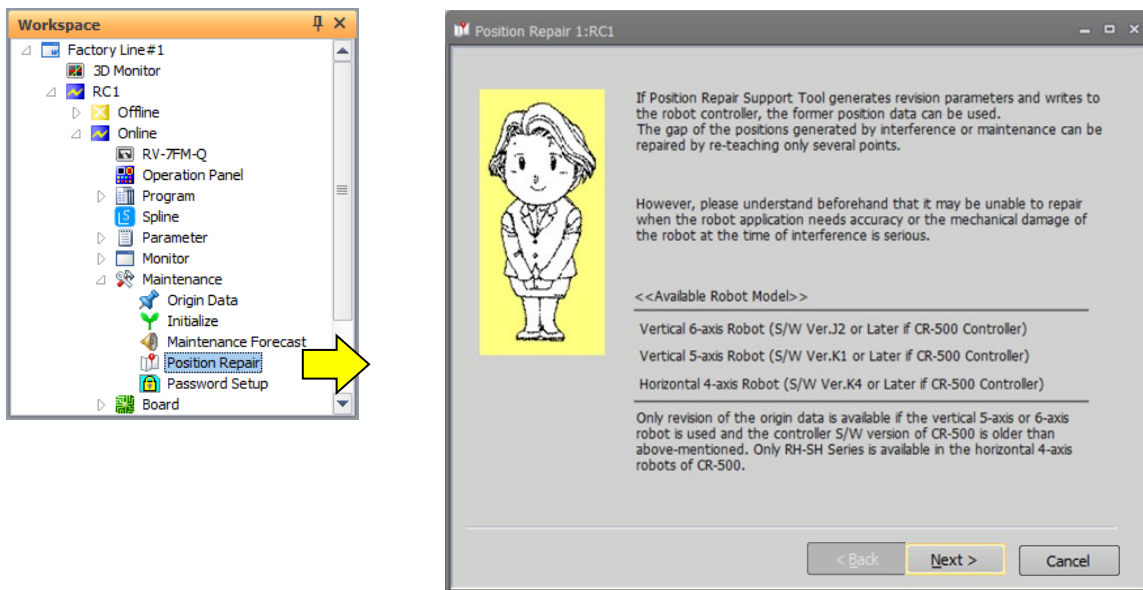 Workspace
Factory Line#1
3D Monitor
RC1
Offline
Online
RV-7FM-Q
Operation Panel
Program
Spline
Parameter
Monitor
Maintenance
Origin Data
Initialize
Maintenance Forecast
Position Repair
Password Setup
Board
Position Repair 1:RC1
If Position Repair Support Tool generates revision parameters and writes to
the robot controller, the former position data can be used.
The gap of the positions generated by interference or maintenance can be
repaired by re-teaching only several points.
However, please understand beforehand that it may be unable to repair
when the robot application needs accuracy or the mechanical damage of
the robot at the time of interference is serious.
<<Available Robot Model>>
Vertical 6-axis Robot (S/W Ver.J2 or Later if CR-500 Controller)
Vertical 5-axis Robot (S/W Ver.K1 or Later if CR-500 Controller)
Horizontal 4-axis Robot (S/W Ver.K4 or Later if CR-500 Controller)
Only revision of the origin data is available if the vertical 5-axis or 6-axis
robot is used and the controller S/W version of CR-500 is older than
above-mentioned. Only RH-SH Series is available in the horizontal 4-axis
robots of CR-500.
< Back
Next >
Cancel